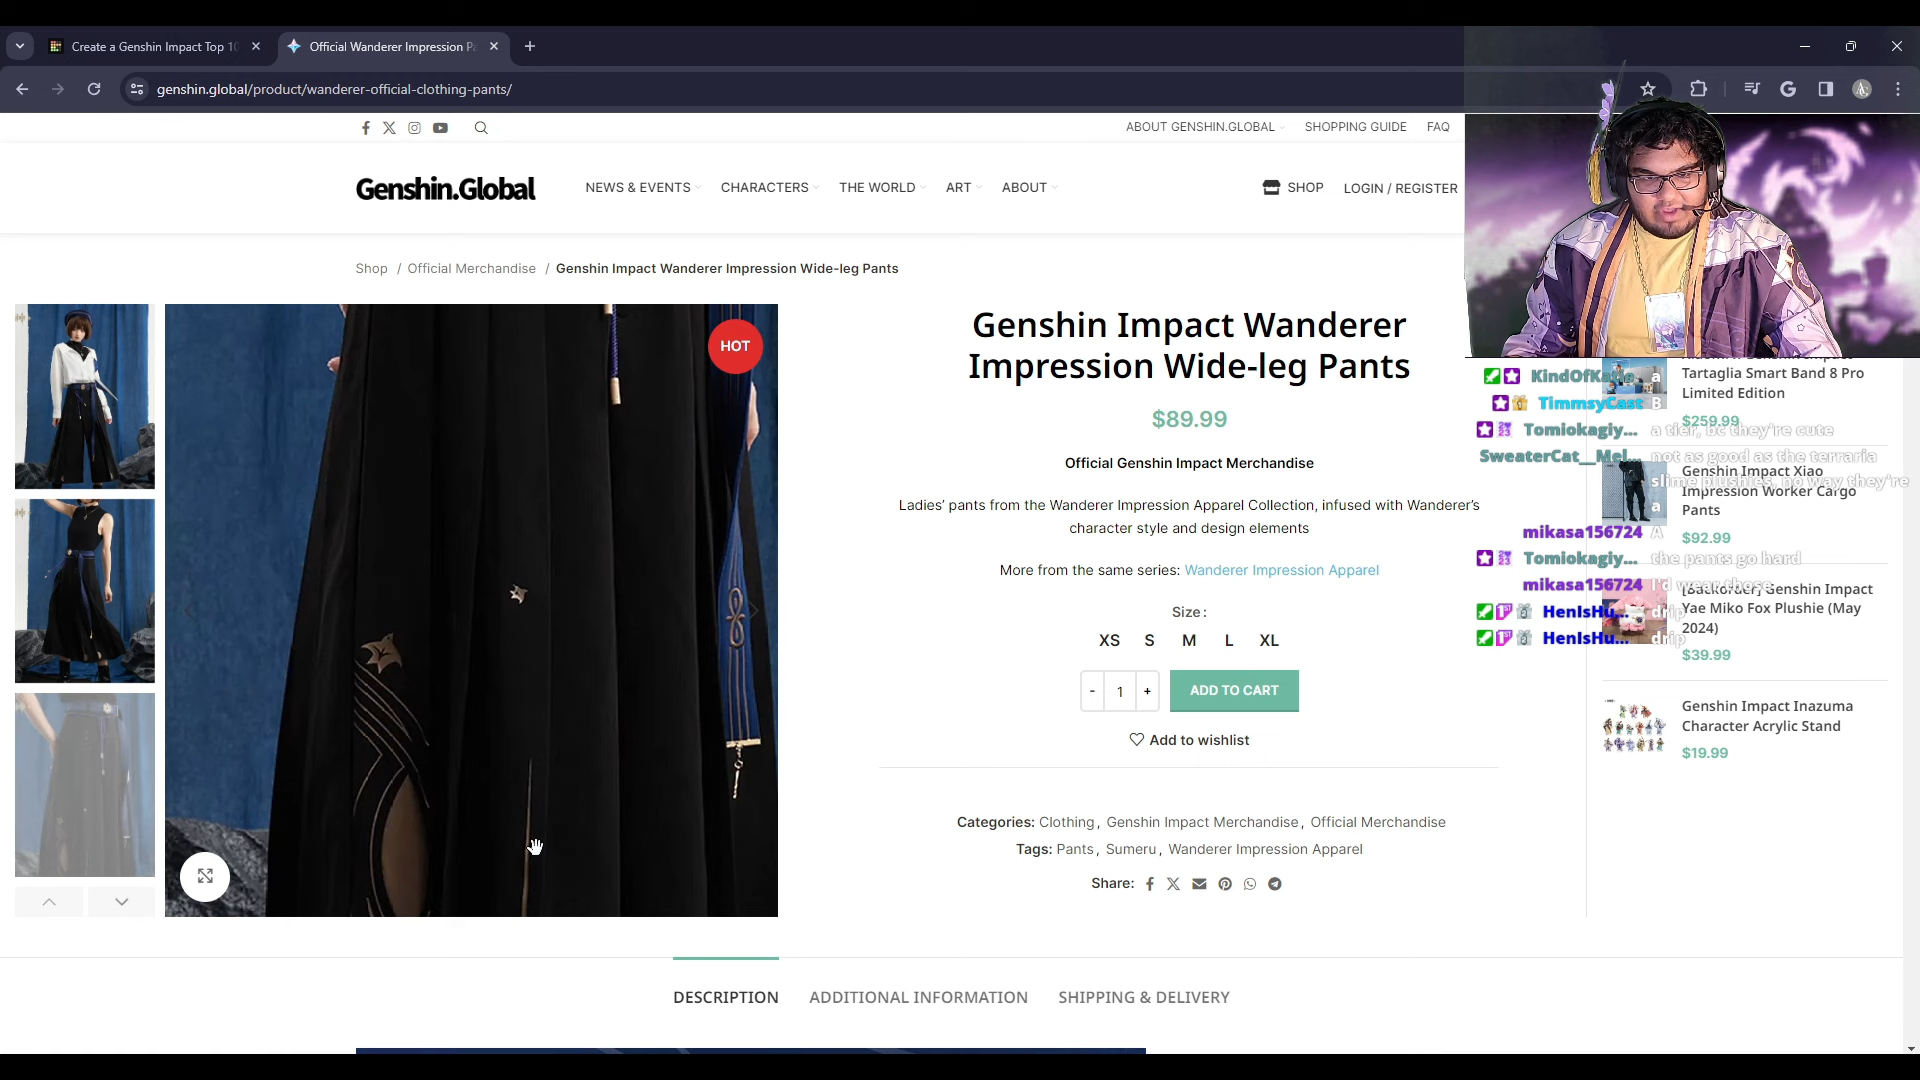 Create a Genshin Impact Top 10
Official Wanderer Impression Pa
genshin.global/product/wanderer-official-clothing-pants/
ABOUT GENSHIN.GLOBAL
SHOPPING GUIDE
FAQ
Genshin.Global
NEWS & EVENTS
CHARACTERS
THE WORLD
ART
ABOUT
SHOP
LOGIN / REGISTER
Shop / Official Merchandise / Genshin Impact Wanderer Impression Wide-leg Pants
HOT
Genshin Impact Wanderer
Impression Wide-leg Pants
$89.99
Official Genshin Impact Merchandise
Ladies’ pants from the Wanderer Impression Apparel Collection, infused with Wanderer’s
character style and design elements
More from the same series: Wanderer Impression Apparel
Size :
XS S M L XL
- 1 +
ADD TO CART
Add to wishlist
Categories: Clothing, Genshin Impact Merchandise, Official Merchandise
Tags: Pants, Sumeru, Wanderer Impression Apparel
Share:
Tartaglia Smart Band 8 Pro
Limited Edition
$259.99
Genshin Impact Xiao
Impression Worker Cargo
Pants
$92.99
[Backorder] Genshin Impact
Yae Miko Fox Plushie (May
2024)
$39.99
Genshin Impact Inazuma
Character Acrylic Stand
$19.99
a
TimmsyCast B
Tomiokagiy... a tier, bc they're cute
SweaterCat__Mel... not as good as the terraria
slime plushies, no way they're
a
mikasa156724 A
Tomiokagiy... the pants go hard
mikasa156724 I'd wear those
HenIsHu... drip
HenIsHu... drip
DESCRIPTION
ADDITIONAL INFORMATION
SHIPPING & DELIVERY